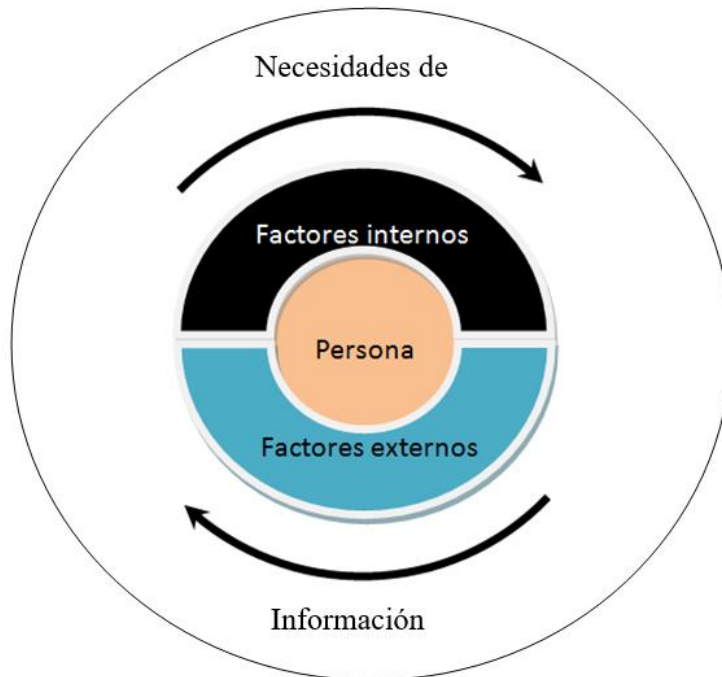 Necesidades de
Factores internos
Persona
Factores externos
Información